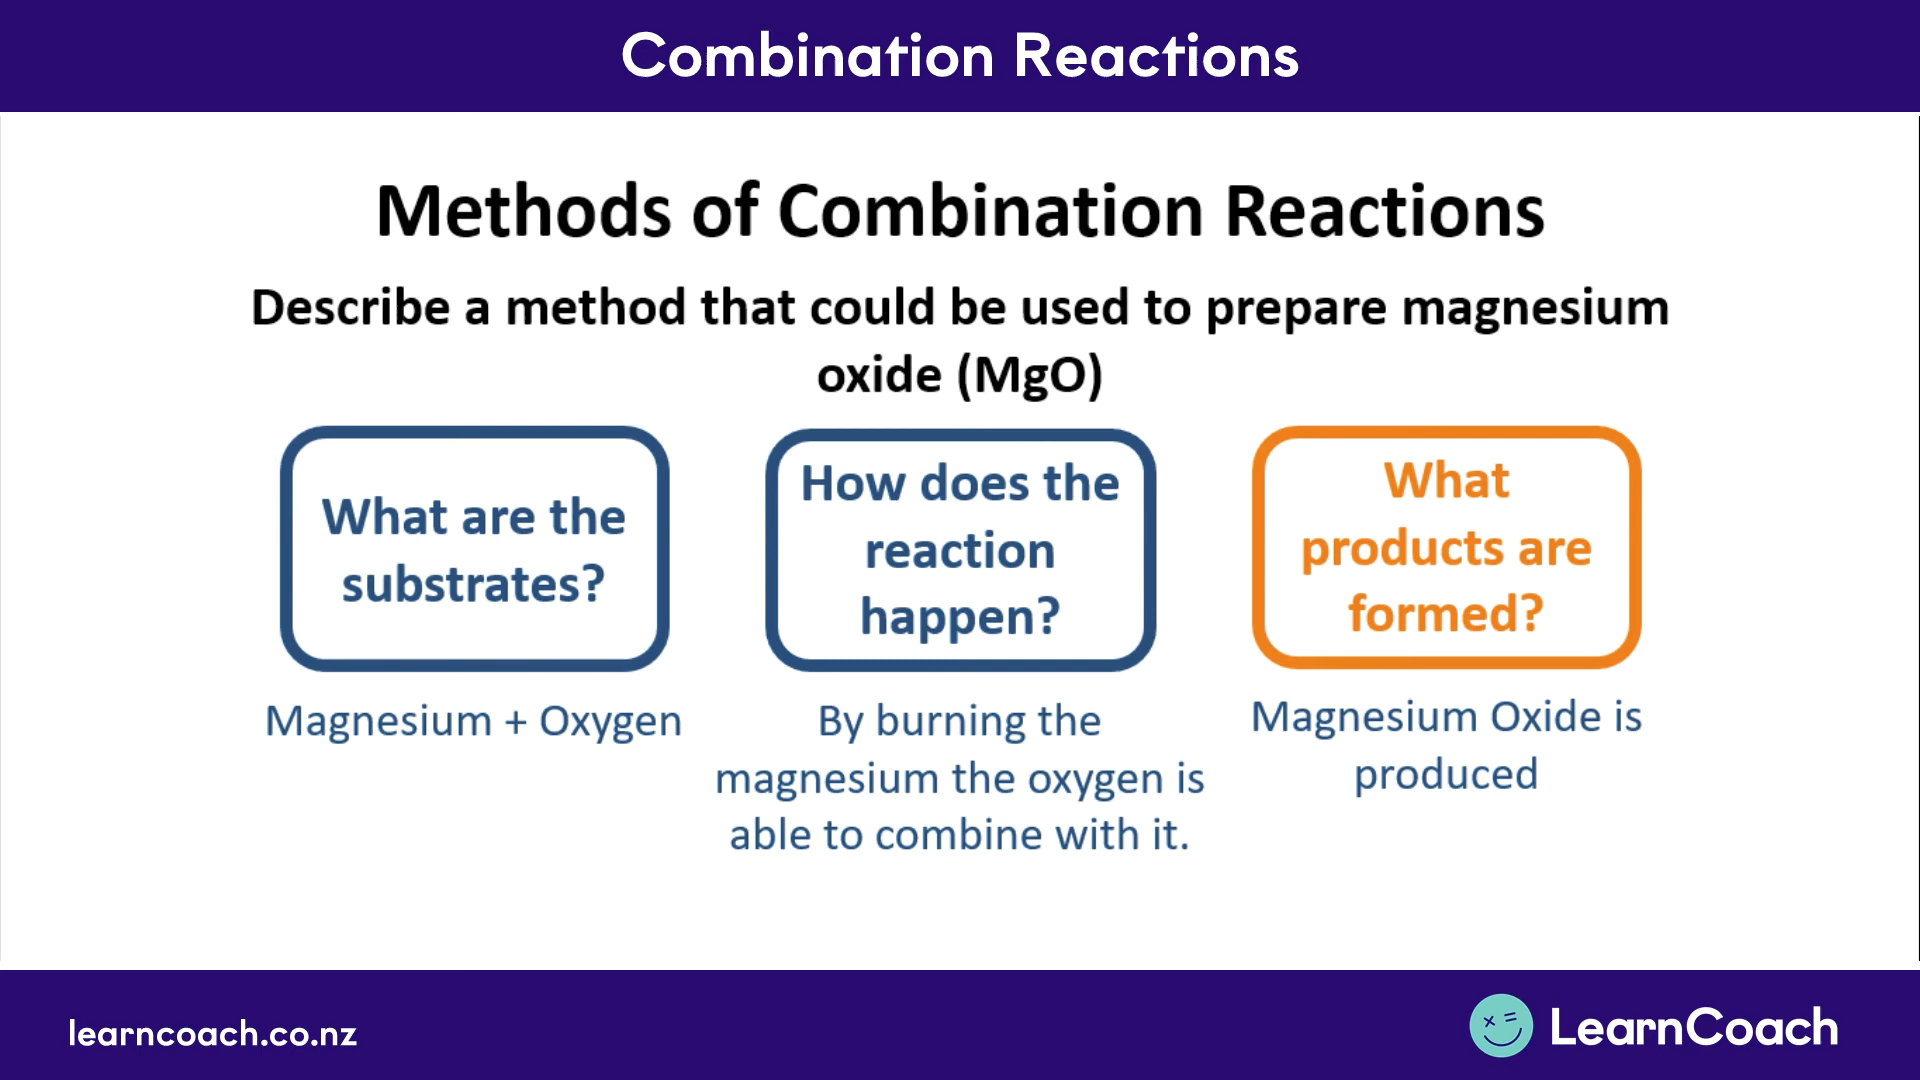 Combination Reactions
Methods of Combination Reactions
Describe a method that could be used to prepare magnesium
oxide (MgO)
What are the
substrates?
Magnesium + Oxygen
How does the
reaction
happen?
By burning the
magnesium the oxygen is
able to combine with it.
What
products are
formed?
Magnesium Oxide is
produced
learncoach.co.nz
LearnCoach